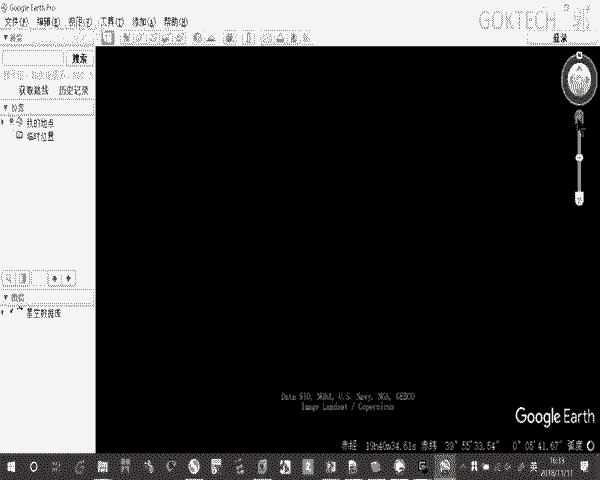 Google Earth Pro
文件(F) 编辑(E) 视图(V) 工具(T) 添加(A) 帮助(H)
GOKTECH
▼搜索
登录
搜索
获取路线 历史记录
▼位置
我的地点
临时位置
▼图层
星空数据库
Data SIO, NOAA, U.S. Navy, NGA, GEBCO
Image Landsat / Copernicus
Google Earth
赤经 19h40m34.61s 赤纬 39°55'33.54" 0°05'41.67" 弧度
英
16:33
2018/11/11